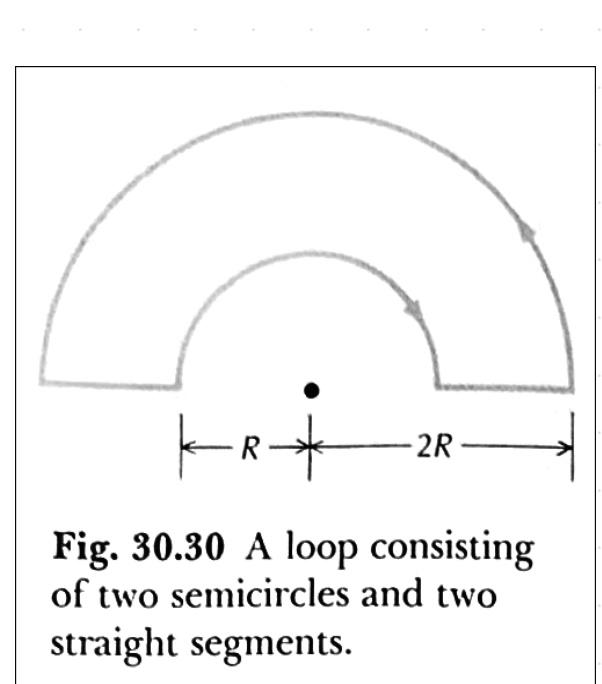 R
2R
Fig. 30.30 A loop consisting
of two semicircles and two
straight segments.